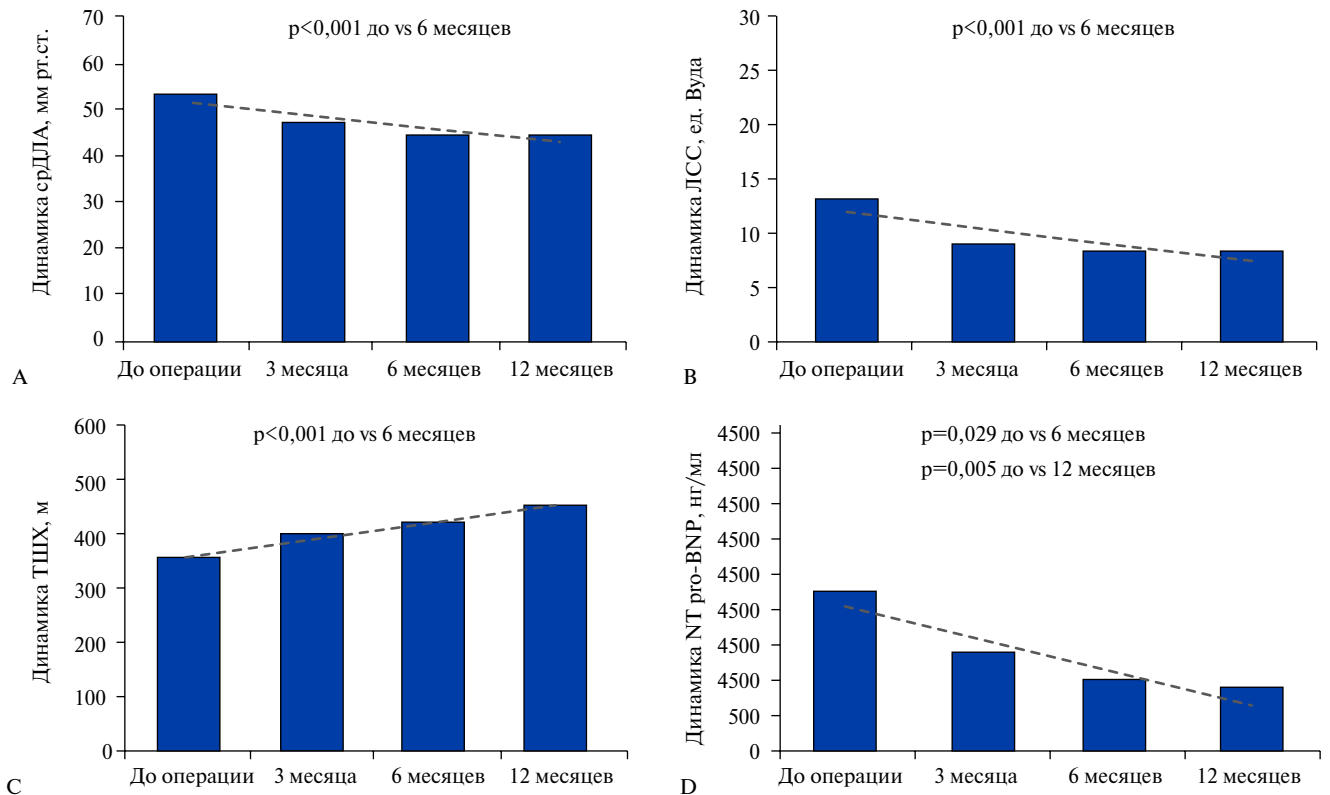 p<0,001 до vs 6 месяцев
Динамика срДЛА, мм рт.ст.
70
60
50
40
30
20
10
0
До операции
3 месяца
6 месяцев
12 месяцев
A
p<0,001 до vs 6 месяцев
Динамика ЛСС, ед. Вуда
30
25
20
15
10
5
0
До операции
3 месяца
6 месяцев
12 месяцев
B
p<0,001 до vs 6 месяцев
Динамика ТШХ, м
600
500
400
300
200
100
0
До операции
3 месяца
6 месяцев
12 месяцев
C
p=0,029 до vs 6 месяцев
p=0,005 до vs 12 месяцев
Динамика NT pro-BNP, нг/мл
4500
4500
4500
4500
4500
4500
4500
4500
500
0
До операции
3 месяца
6 месяцев
12 месяцев
D